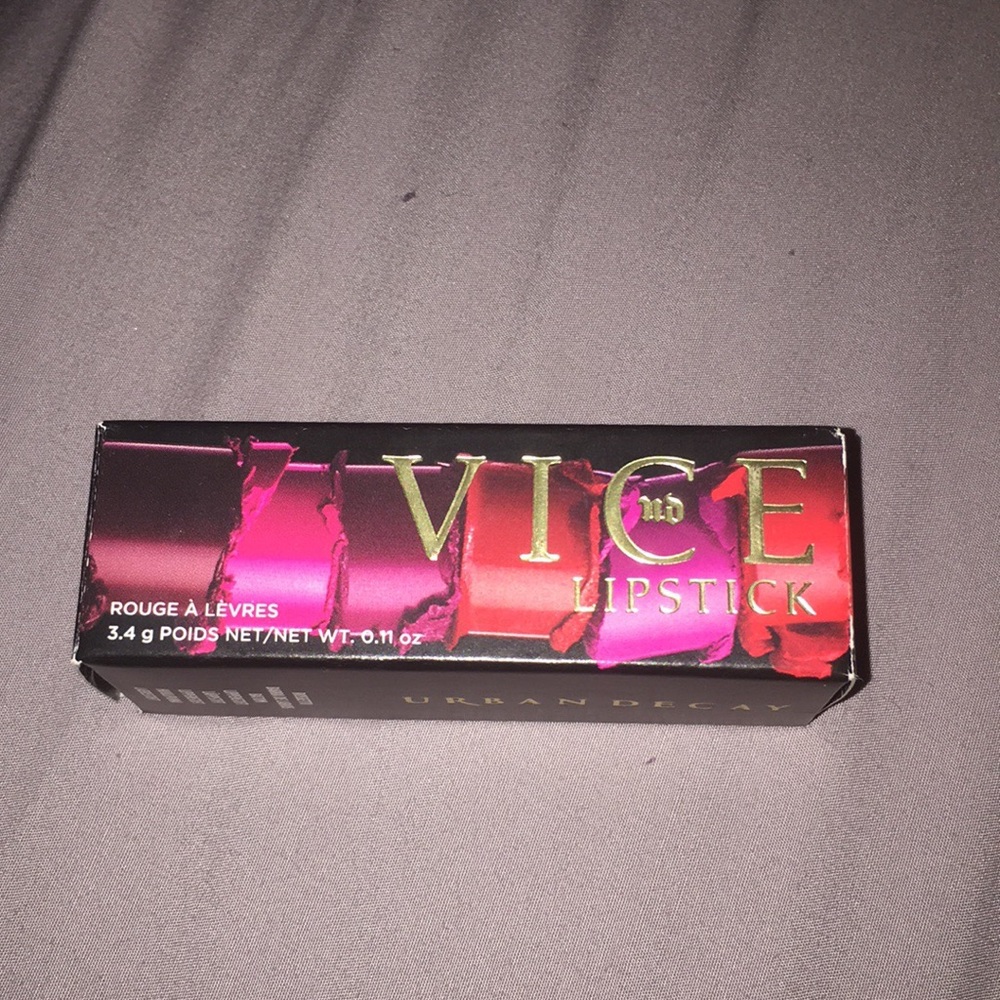 VICE
ud
LIPSTICK
ROUGE À LÈVRES
3.4 g POIDS NET/NET WT. 0.11 oz
URBAN DECAY